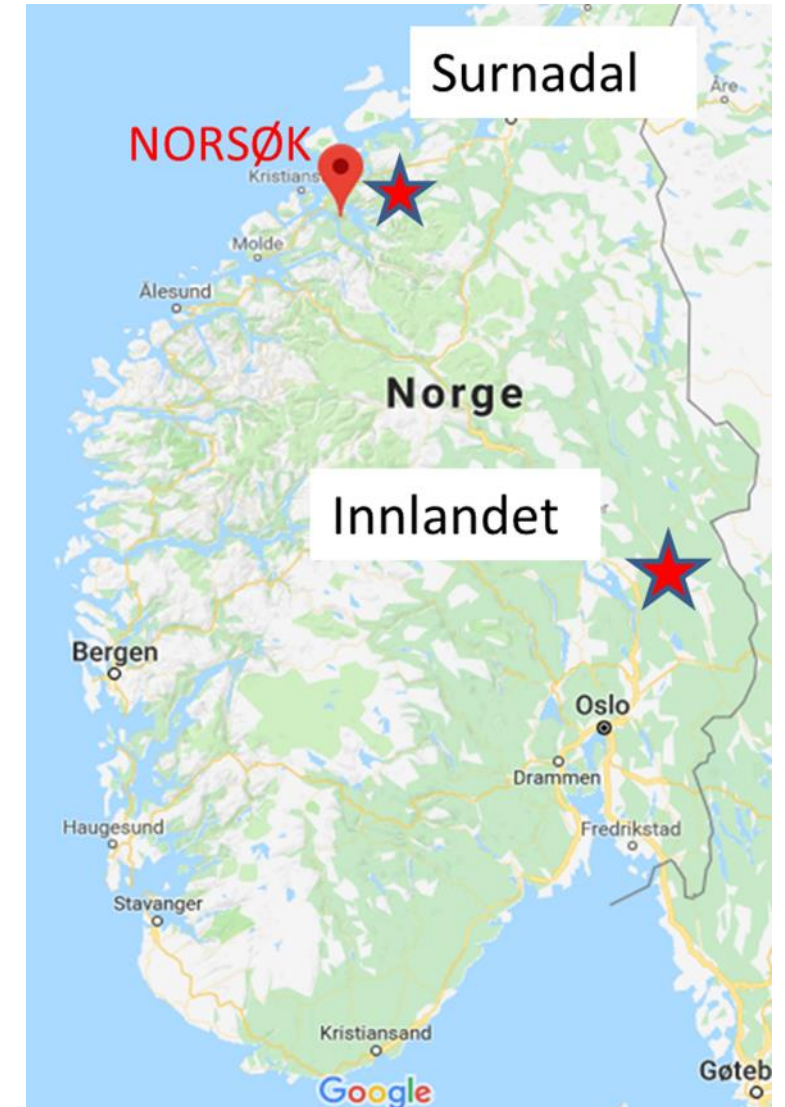 Surnadal
Åre
NORSØK
Kristians
Molde
Ålesund
Norge
Innlandet
Bergen
Oslo
Drammen
Haugesund
Fredrikstad
Stavanger
Kristiansand
Google
Gøteb